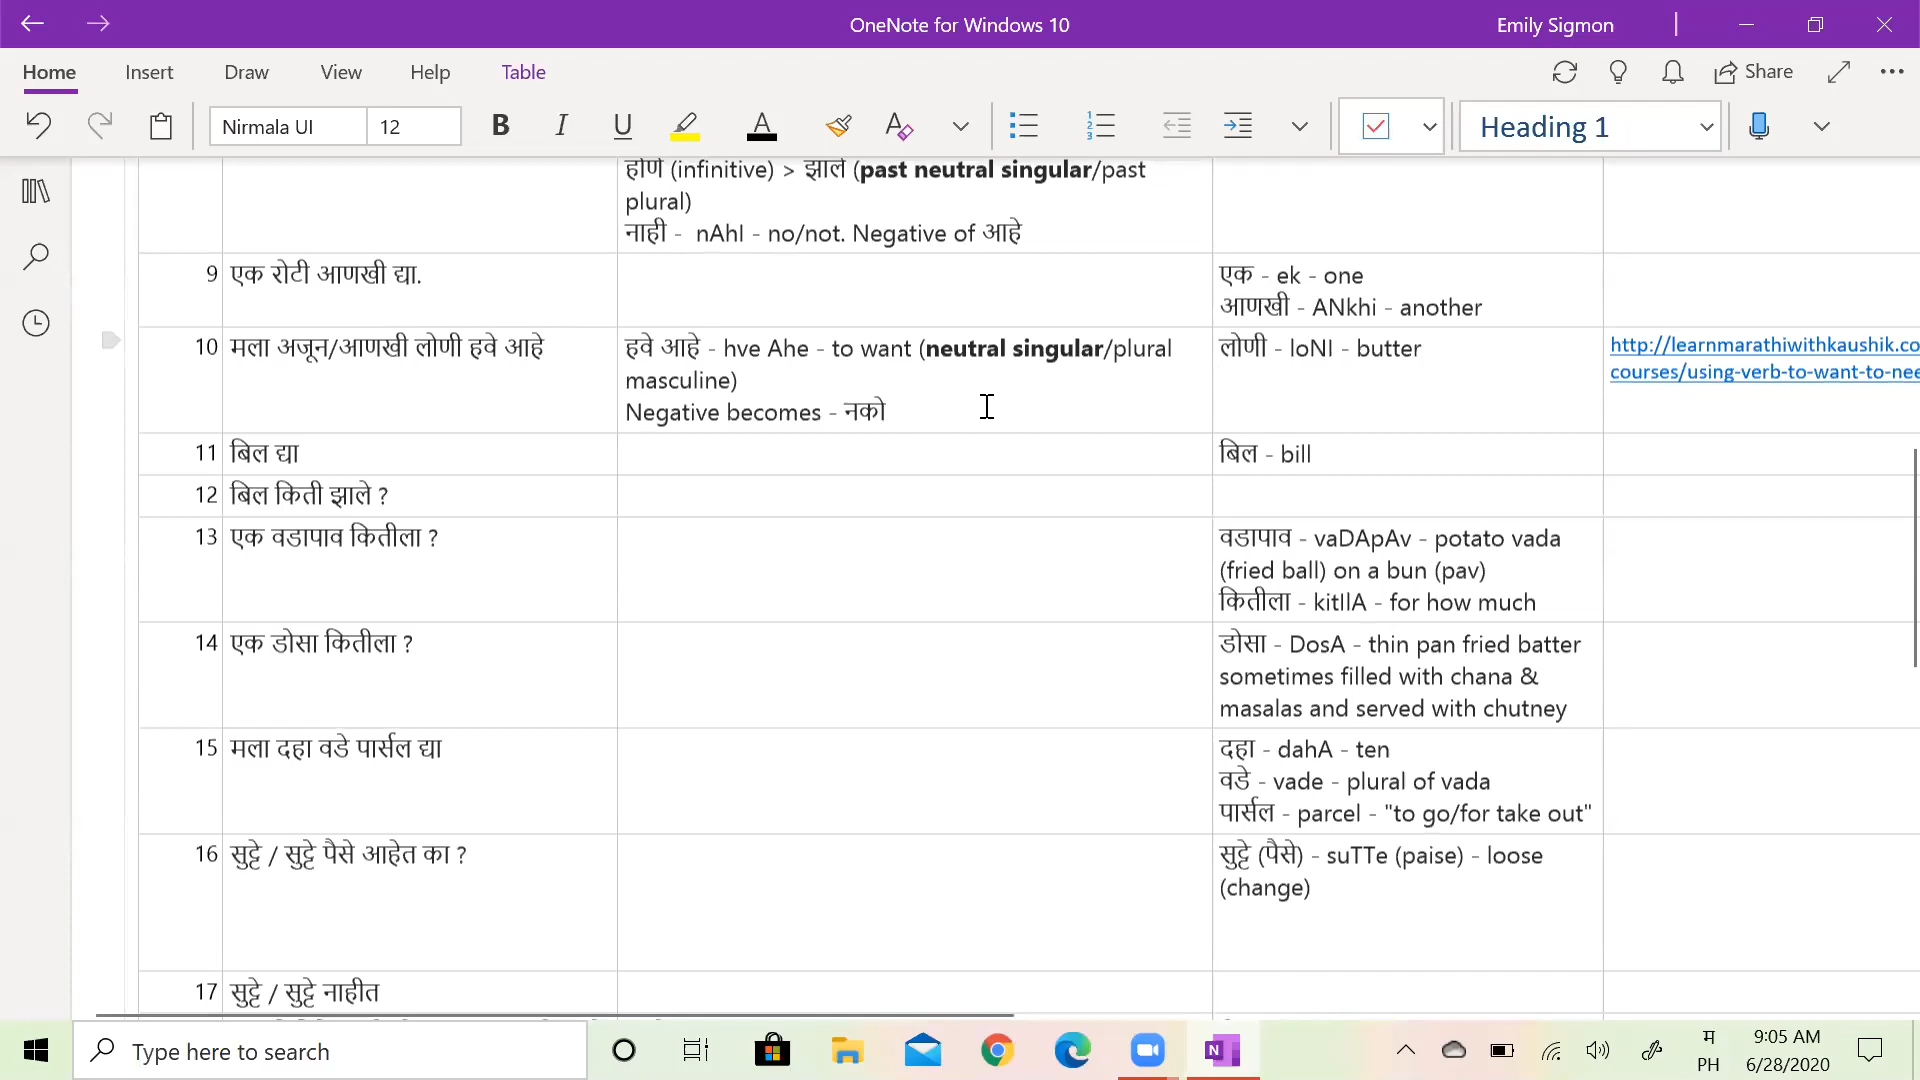 OneNote for Windows 10
Emily Sigmon
Home Insert Draw View Help Table
Share
Nirmala UI 12 B I U Heading 1
होणे (infinitive) > झाले (past neutral singular/past
plural)
नाही - nAhI - no/not. Negative of आहे
9 एक रोटी आणखी द्या.
एक - ek - one
आणखी - ANkhi - another
10 मला अजून/आणखी लोणी हवे आहे
हवे आहे - hve Ahe - to want (neutral singular/plural
masculine)
Negative becomes - नको
लोणी - loNI - butter
http://learnmarathiwithkaushik.co
courses/using-verb-to-want-to-nee
11 बिल द्या
बिल - bill
12 बिल किती झाले ?
13 एक वडापाव कितीला ?
वडापाव - vaDApAv - potato vada
(fried ball) on a bun (pav)
कितीला - kitIlA - for how much
14 एक डोसा कितीला ?
डोसा - DosA - thin pan fried batter
sometimes filled with chana &
masalas and served with chutney
15 मला दहा वडे पार्सल द्या
दहा - dahA - ten
वडे - vade - plural of vada
पार्सल - parcel - "to go/for take out"
16 सुट्टे / सुट्टे पैसे आहेत का ?
सुट्टे (पैसे) - suTTe (paise) - loose
(change)
17 सुट्टे / सुट्टे नाहीत
Type here to search
म
PH
9:05 AM
6/28/2020